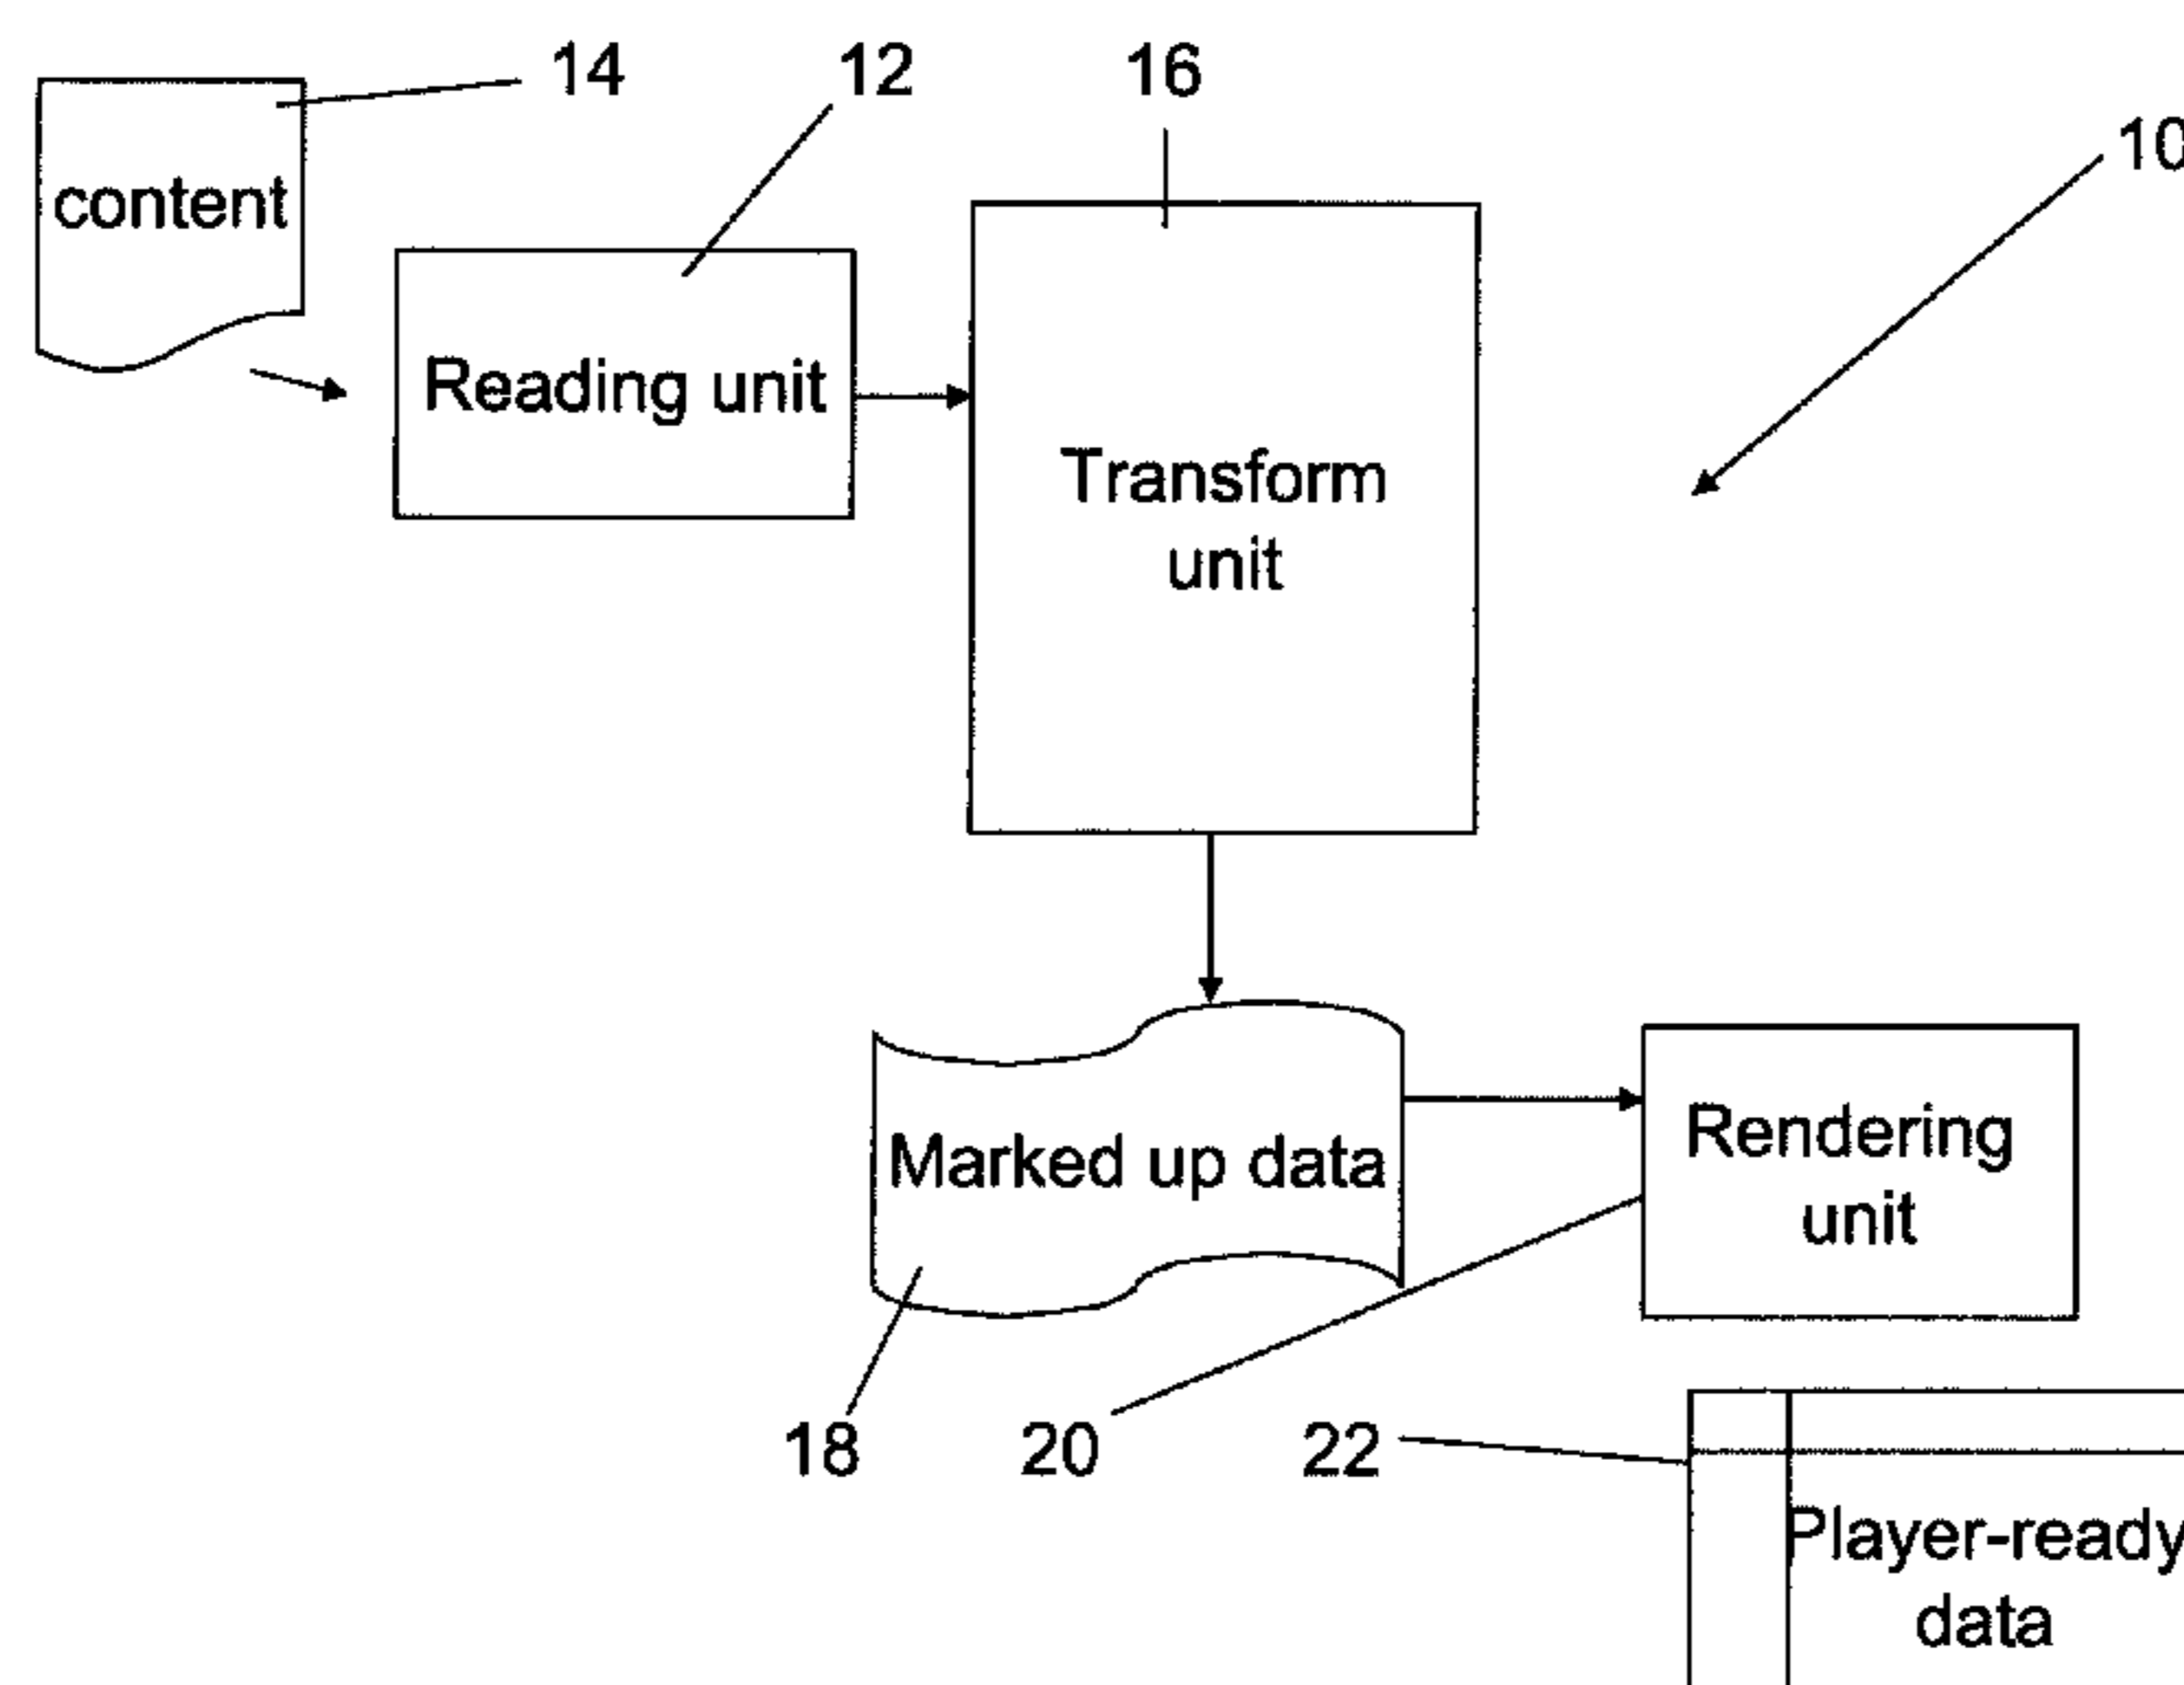 14
12
16
10
content
Reading unit
Transform
unit
Marked up data
Rendering
unit
18
20
22
Player-ready
data